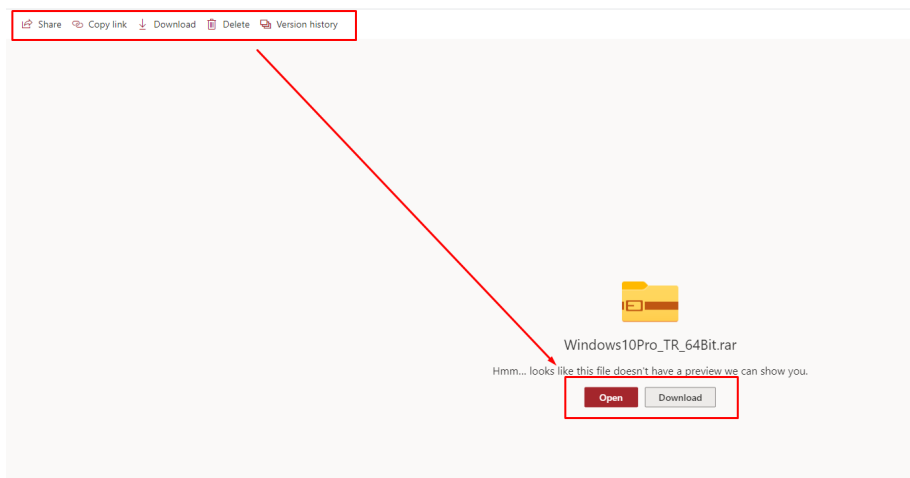 Share Copy link Download Delete Version history
Windows10Pro_TR_64Bit.rar
Hmm... looks like this file doesn't have a preview we can show you.
Open Download